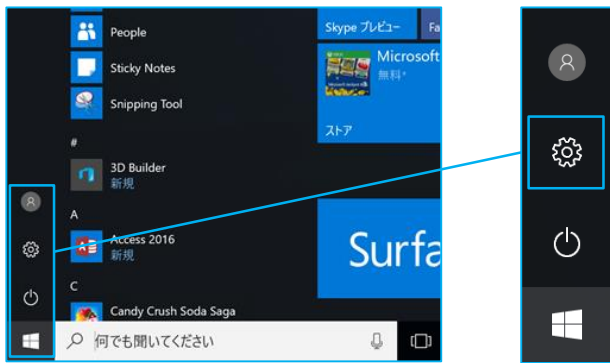 People
Sticky Notes
Snipping Tool
#
3D Builder
新規
A
Access 2016
新規
C
Candy Crush Soda Saga
何でも聞いてください
Skype プレビュー
Fa
Microsoft
無料*
ストア
Surfa